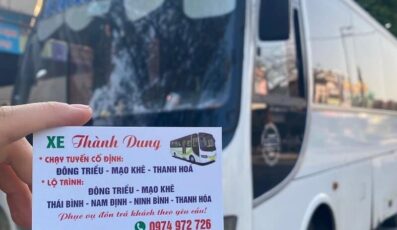 XE Thành Dung
* CHẠY TUYẾN CỐ ĐỊNH:
ĐÔNG TRIỀU - MẠO KHÊ - THANH HOÁ
* LỘ TRÌNH:
ĐÔNG TRIỀU - MẠO KHÊ
THÁI BÌNH - NAM ĐỊNH - NINH BÌNH - THANH HÓA
Phục vụ đón trả khách theo yêu cầu!
0974 972 726